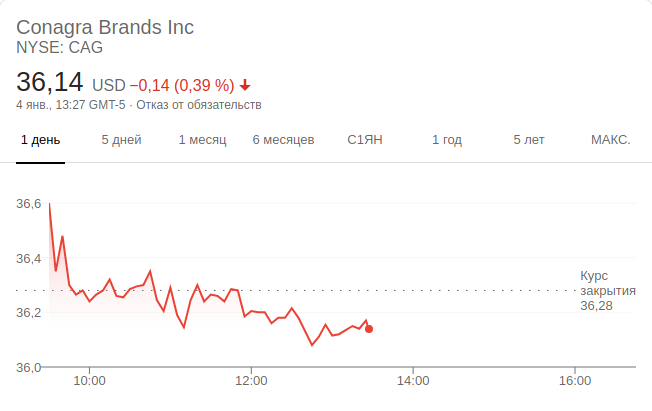 Conagra Brands Inc
NYSE: CAG
36,14 USD −0,14 (0,39 %)
4 янв., 13:27 GMT-5 · Отказ от обязательств
1 день 5 дней 1 месяц 6 месяцев С1ЯН 1 год 5 лет МАКС.
36,6
36,4
Курс
закрытия
36,28
36,2
36,0
10:00 12:00 14:00 16:00